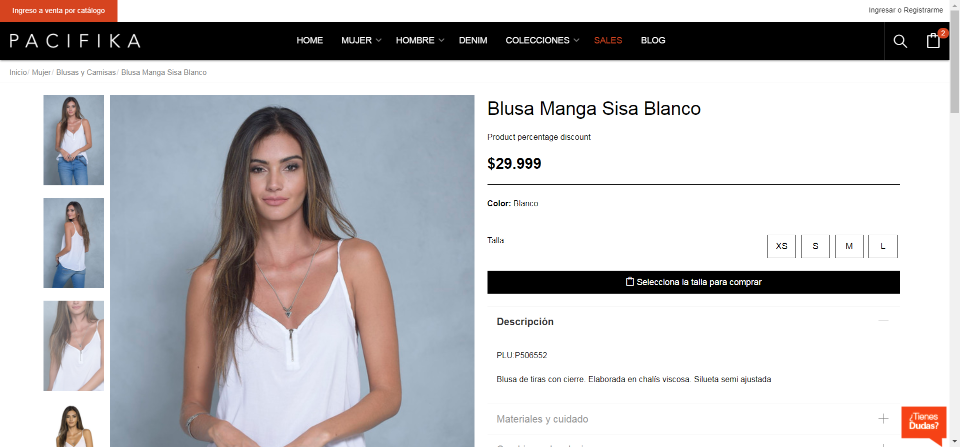 Ingreso a venta por catálogo
Ingresar o Registrarme
PACIFIKA
HOME MUJER HOMBRE DENIM COLECCIONES SALES BLOG
2
Inicio/ Mujer/ Blusas y Camisas/ Blusa Manga Sisa Blanco
Blusa Manga Sisa Blanco
Product percentage discount
$29.999
Color: Blanco
Talla
XS S M L
Selecciona la talla para comprar
Descripción
PLU:P506552
Blusa de tiras con cierre. Elaborada en chalís viscosa. Silueta semi ajustada
Materiales y cuidado
¿Tienes
Dudas?